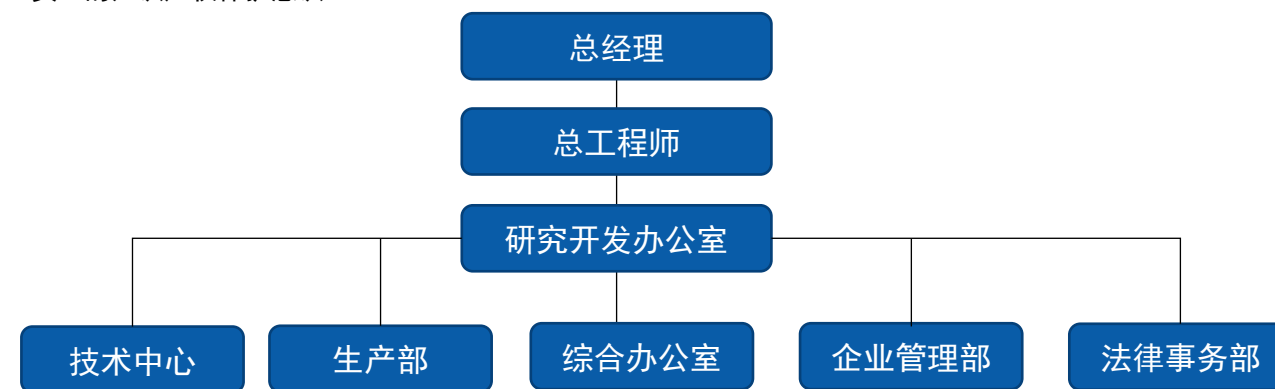 总经理
总工程师
研究开发办公室
技术中心 生产部 综合办公室 企业管理部 法律事务部